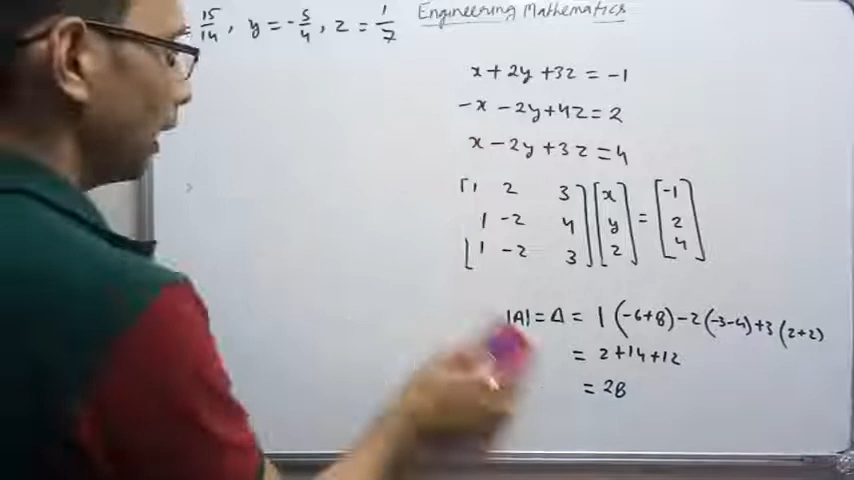 = 15/14, y = -5/4, z = 1/7
Engineering Mathematics
x + 2y + 3z = -1
-x - 2y + 4z = 2
x - 2y + 3z = 4
[1 2 3] [x] = [-1]
[1 -2 4] [y] = [2]
[1 -2 3] [z] = [4]
|A| = Δ = 1(-6+8) - 2(-3-4) + 3(2+2)
= 2+14+12
= 28